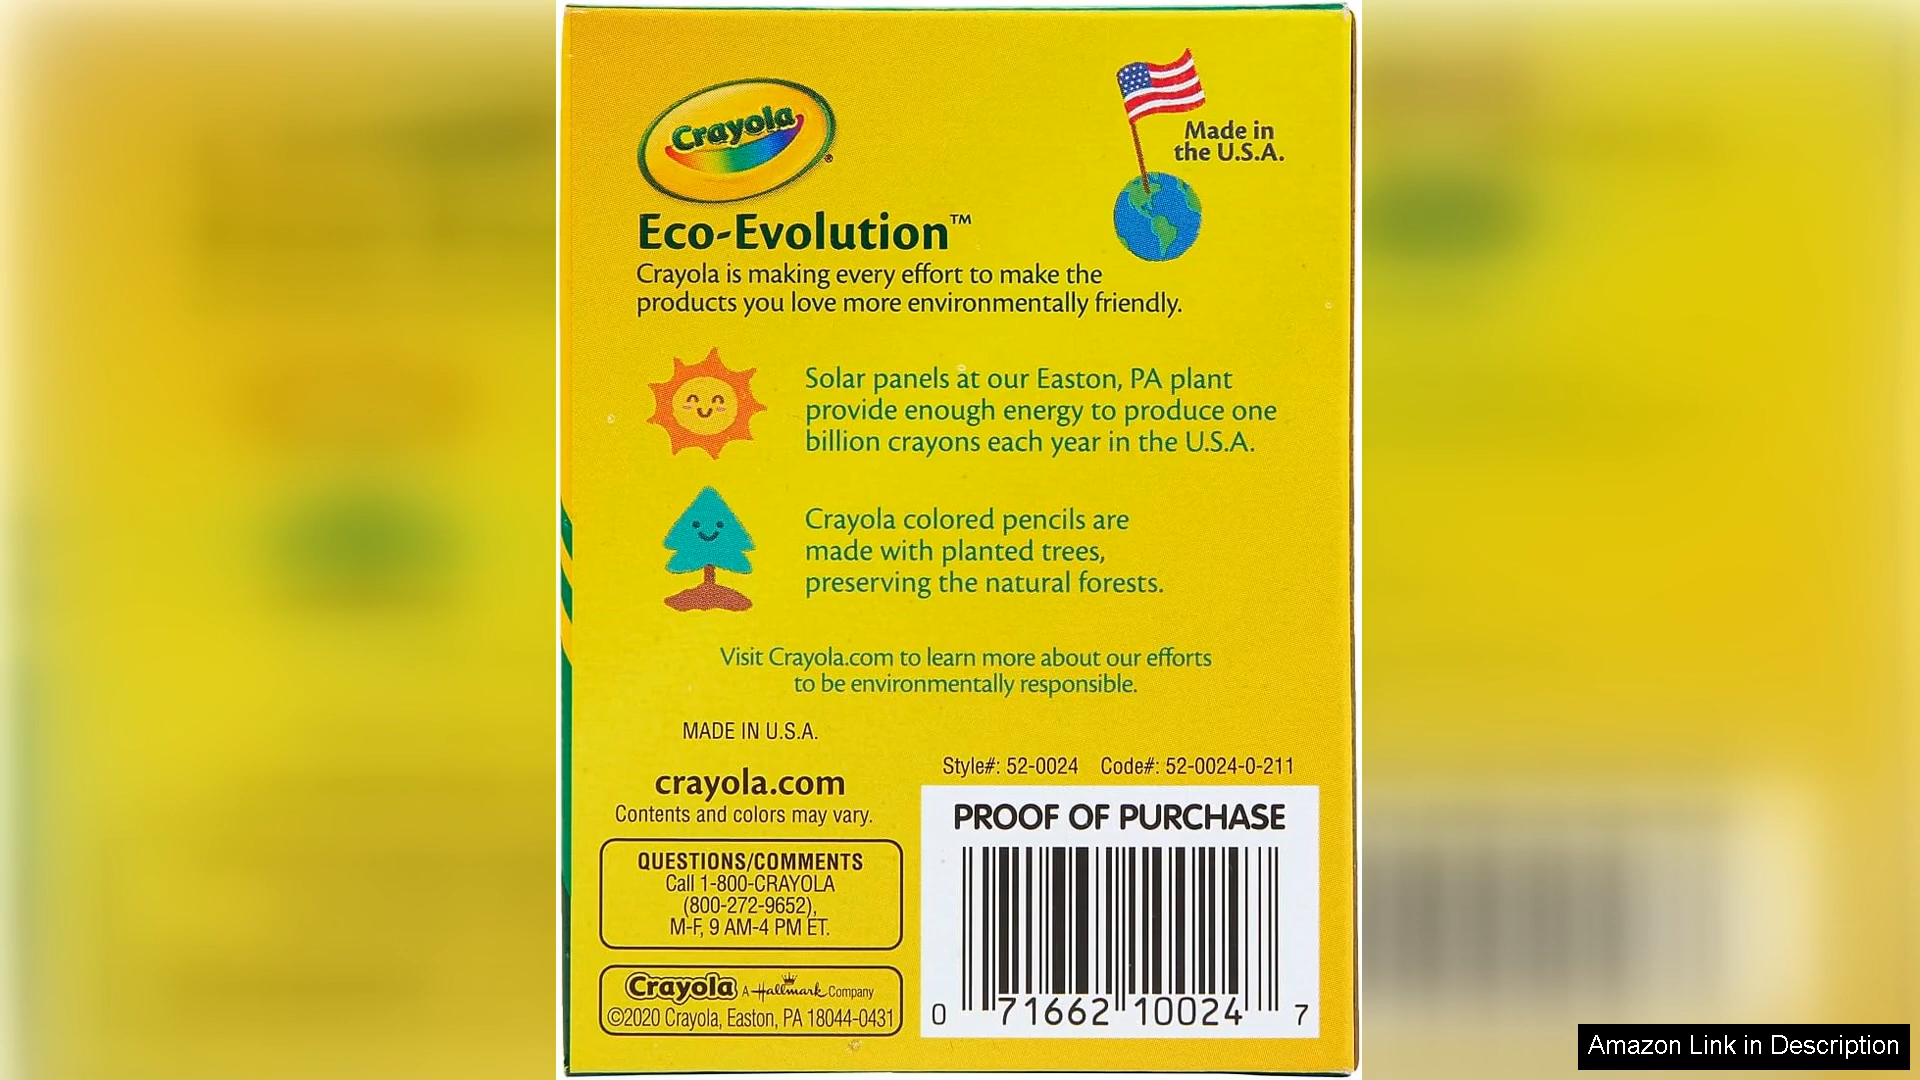 Crayola
®
Made in
the U.S.A.
Eco-Evolution™
Crayola is making every effort to make the
products you love more environmentally friendly.
Solar panels at our Easton, PA plant
provide enough energy to produce one
billion crayons each year in the U.S.A.
Crayola colored pencils are
made with planted trees,
preserving the natural forests.
Visit Crayola.com to learn more about our efforts
to be environmentally responsible.
MADE IN U.S.A.
crayola.com
Contents and colors may vary.
QUESTIONS/COMMENTS
Call 1-800-CRAYOLA
(800-272-9652),
M-F, 9 AM-4 PM ET.
Crayola A Hallmark Company
©2020 Crayola, Easton, PA 18044-0431
Style#: 52-0024 Code#: 52-0024-0-211
PROOF OF PURCHASE
0 71662 10024 7
Amazon Link in Description